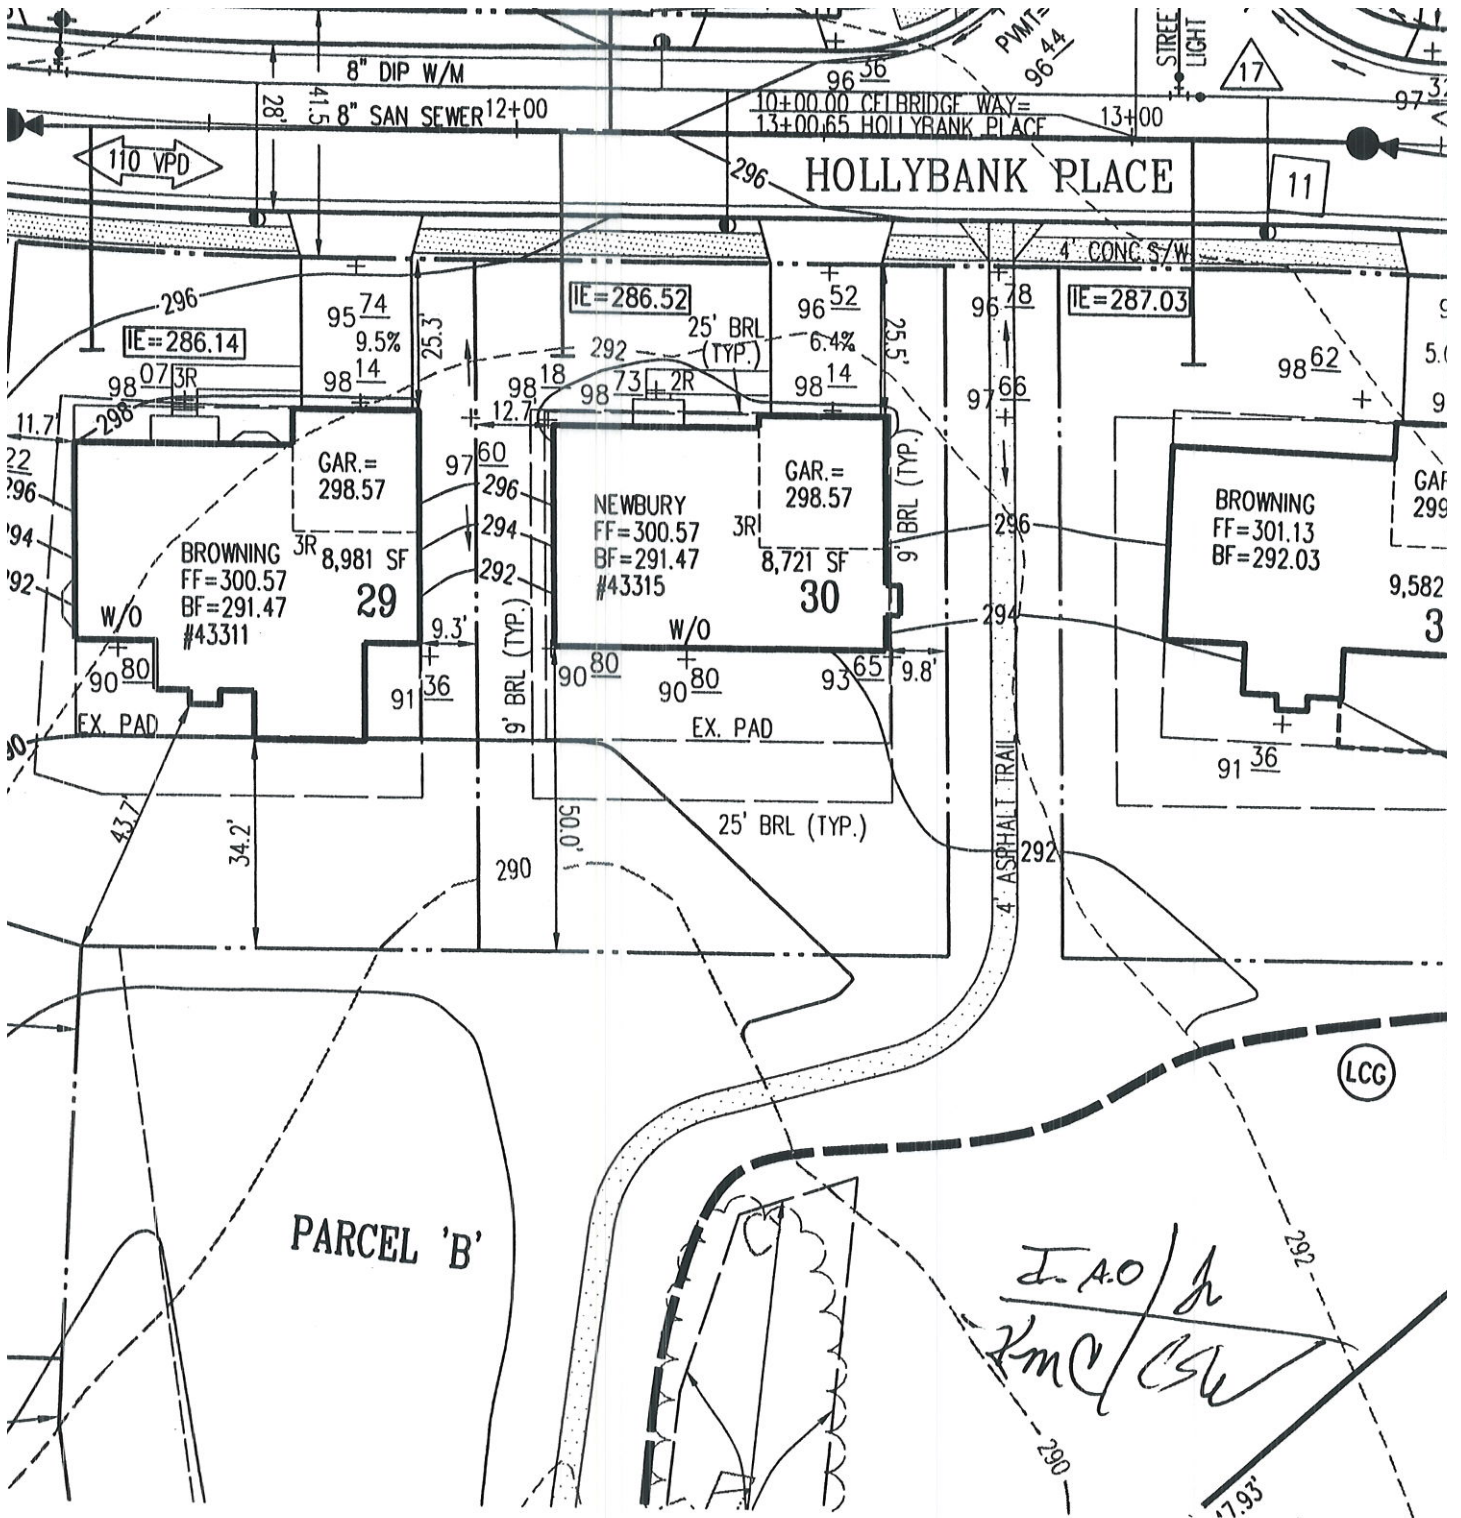 PVMT=
96 44
STREET
LIGHT
17
8" DIP W/M
96 36
97 32
28'
41.5'
8" SAN SEWER
12+00
10+00.00 CELBRIDGE WAY=
13+00.65 HOLLYBANK PLACE
13+00
110 VPD
296
HOLLYBANK PLACE
11
4' CONC.S/W
296
95 74
9.5%
25.3'
IE=286.52
96 52
6.4%
25.5'
96 78
IE=287.03
IE=286.14
292
25' BRL
(TYP.)
98 62
5.0
98 07
3R
98 14
98 18
98 73
2R
98 14
97 66
11.7'
298
12.7'
22
296
294
292
GAR.=
298.57
97 60
296
294
292
NEWBURY
FF=300.57
BF=291.47
#43315
GAR.=
298.57
3R
8,721 SF
30
9' BRL (TYP.)
296
294
BROWNING
FF=301.13
BF=292.03
GAR
299
9,582
3
BROWNING
FF=300.57
BF=291.47
#43311
3R
8,981 SF
29
W/O
9.3'
9' BRL (TYP.)
W/O
90 80
91 36
90 80
90 80
93 65
9.8'
EX. PAD
EX. PAD
91 36
90
43.7'
34.2'
50.0'
25' BRL (TYP.)
290
4' ASPHALT TRAIL
292
LCG
PARCEL 'B'
292
I.A.O
KMC
CSW
290
17.93'